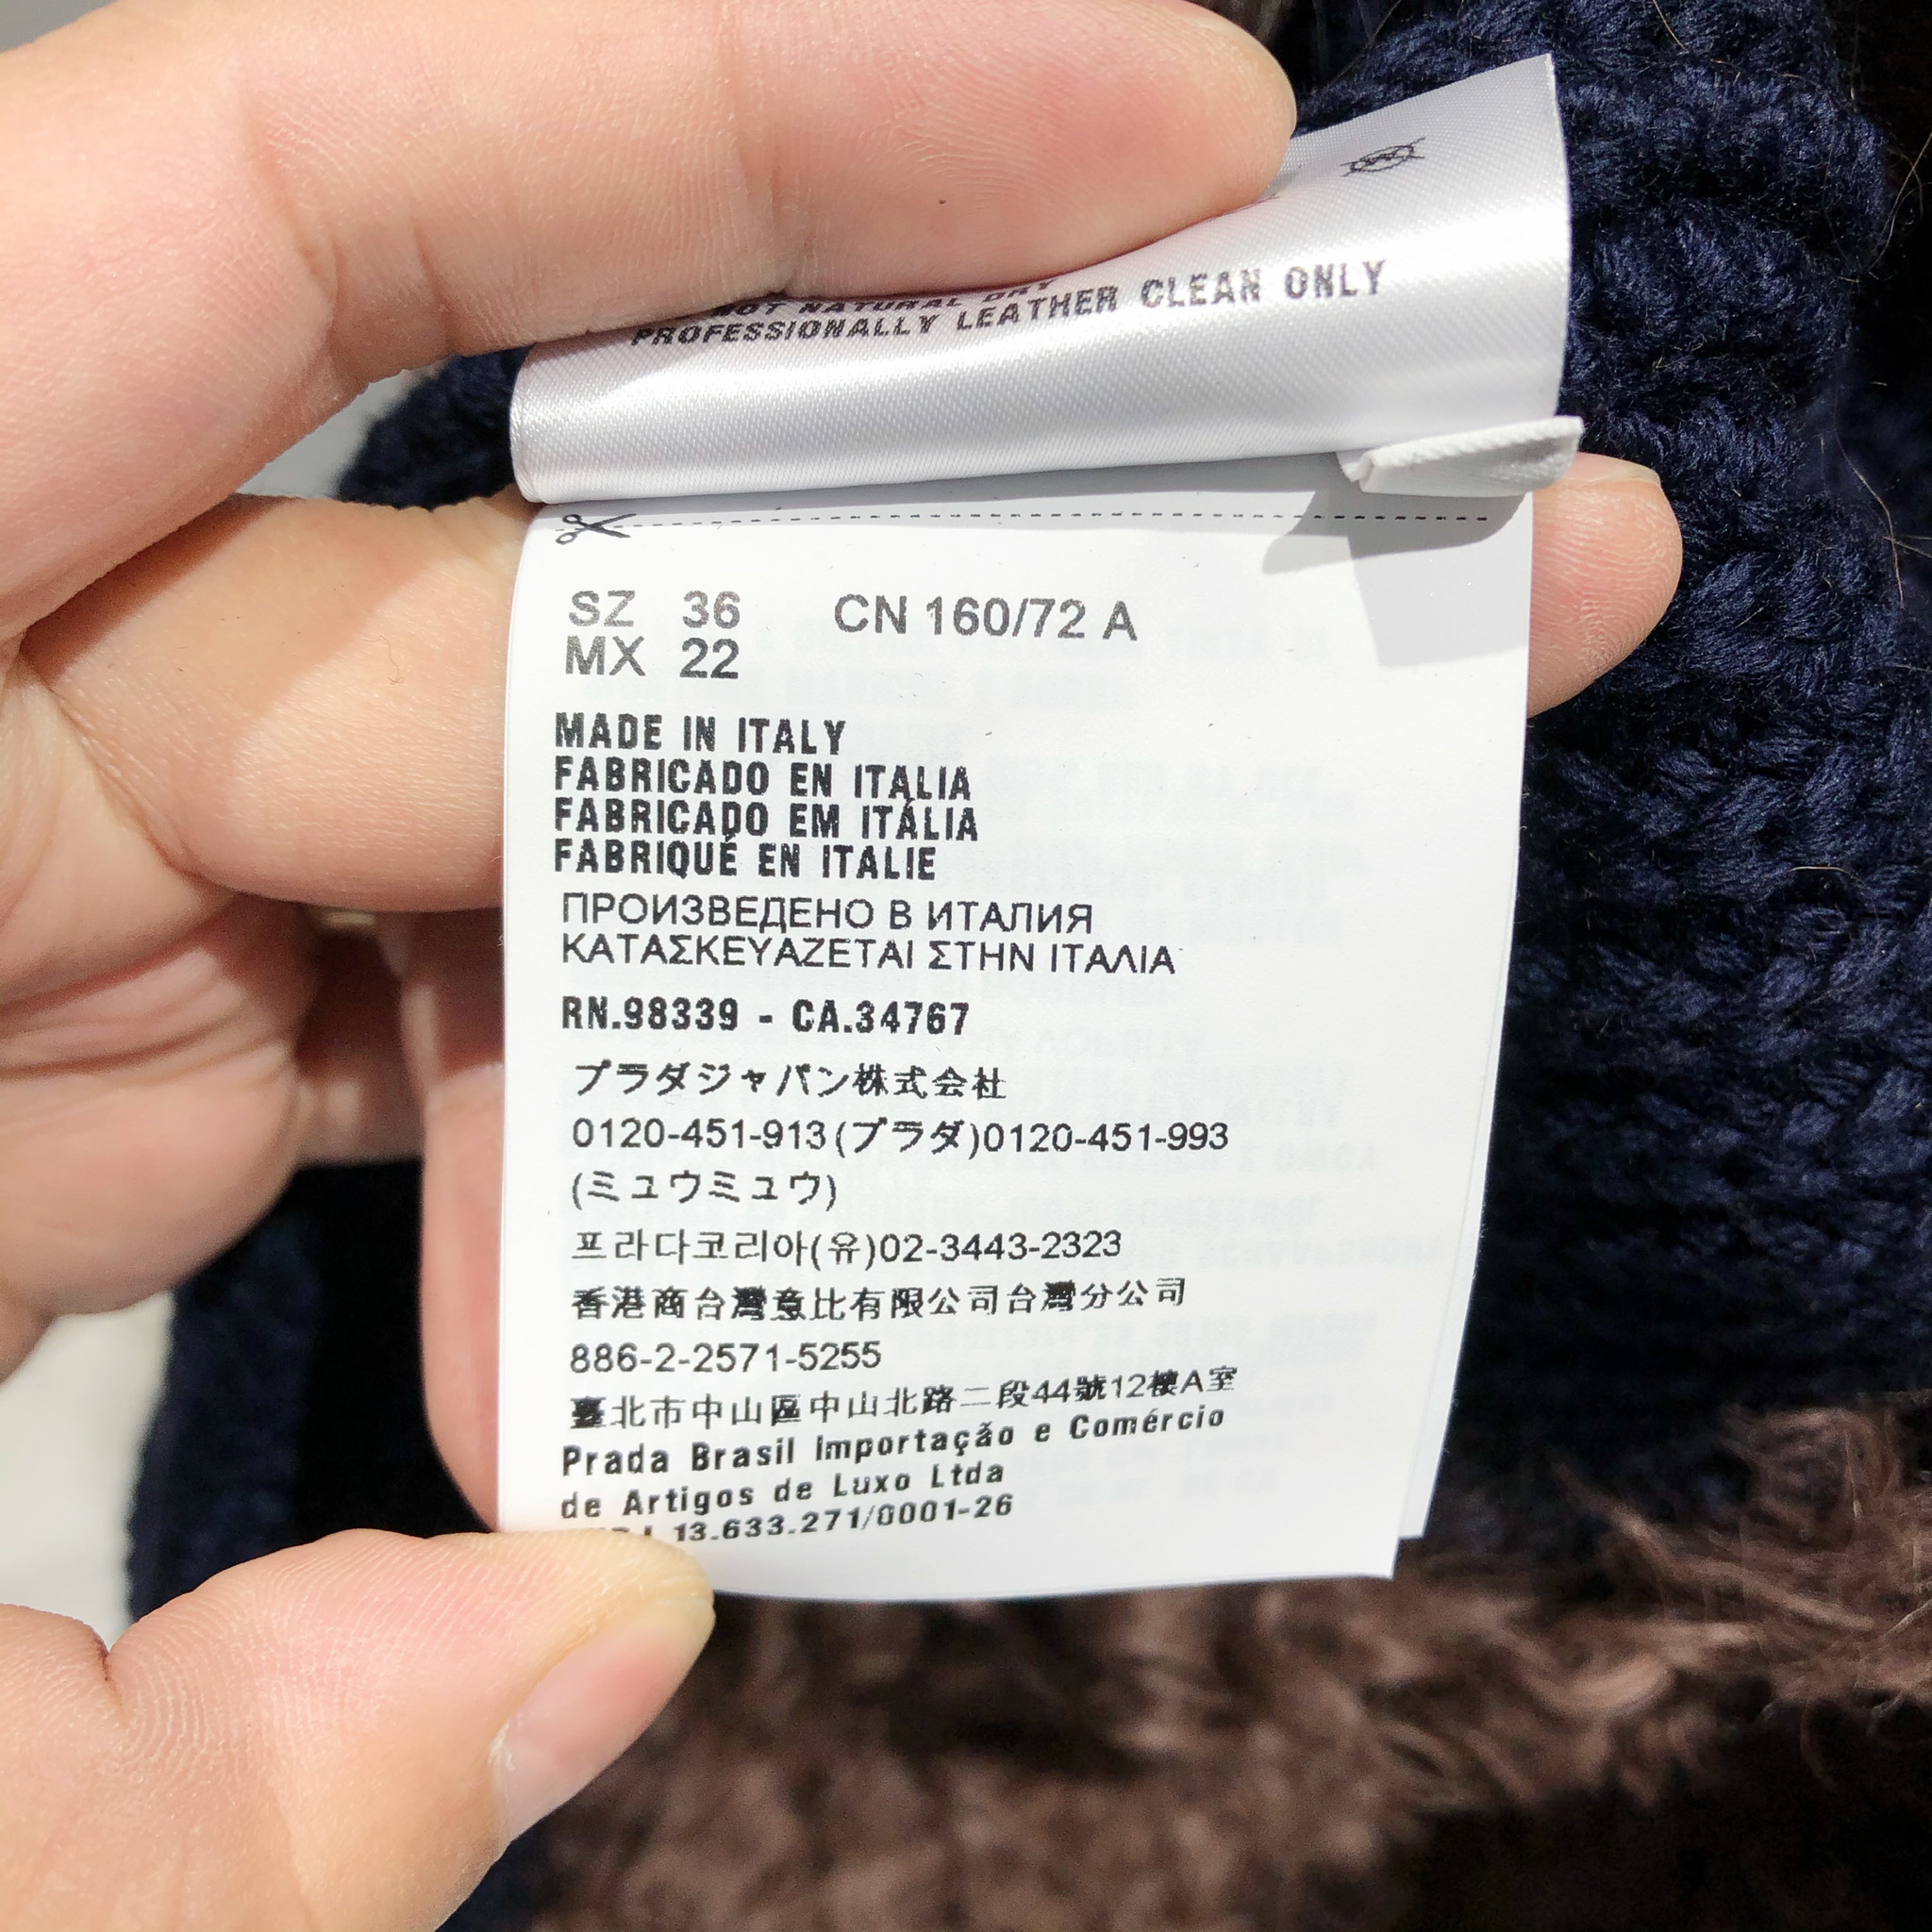 NOT NATURAL DRY
PROFESSIONALLY LEATHER CLEAN ONLY
SZ 36 CN 160/72 A
MX 22
MADE IN ITALY
FABRICADO EN ITALIA
FABRICADO EM ITÁLIA
FABRIQUÉ EN ITALIE
ПРОИЗВЕДЕНО В ИТАЛИЯ
ΚΑΤΑΣΚΕΥΑΖΕΤΑΙ ΣΤΗΝ ΙΤΑΛΙΑ
RN.98339 - CA.34767
プラダジャパン株式会社
0120-451-913(プラダ)0120-451-993
(ミュウミュウ)
프라다코리아(유)02-3443-2323
香港商台灣意比有限公司台灣分公司
886-2-2571-5255
臺北市中山區中山北路二段44號12樓A室
Prada Brasil Importação e Comércio
de Artigos de Luxo Ltda
13.633.271/0001-26